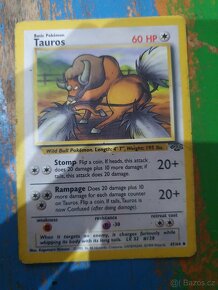 Basic Pokémon
Tauros
60 HP
Wild Bull Pokémon. Length: 4'7", Weight: 195 lbs.
Stomp Flip a coin. If heads, this attack
does 20 damage plus 10 more
damage; if tails, this attack
does 20 damage.
20+
Rampage Does 20 damage plus 10
more damage for each
damage counter on
Tauros. Flip a coin. If tails, Tauros
is now Confused (after doing damage).
20+
weakness
resistance
retreat cost
-30
When it targets an enemy, it charges furiously while
whipping its body with its long tails. LV. 32 #128
47/64